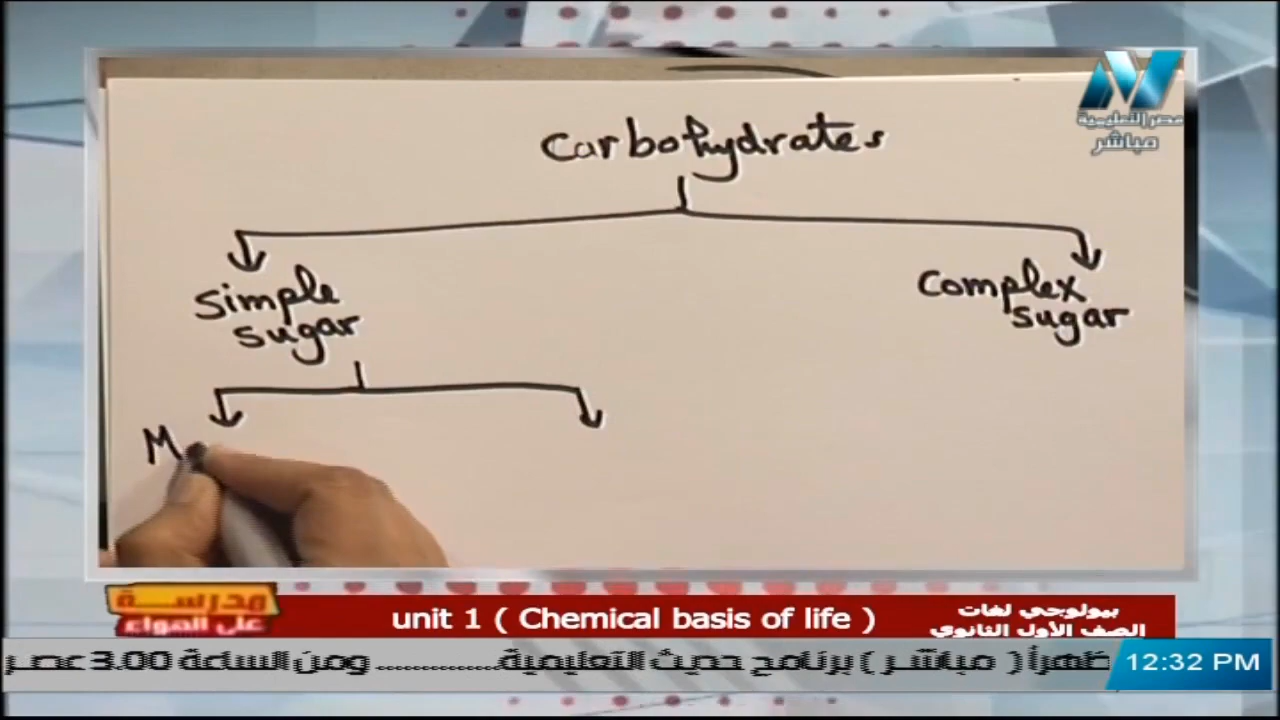 Carbohydrates
مصر التعليمية
مباشر
Simple
sugar
Complex
sugar
M
مدرسة
على الهواء
unit 1 ( Chemical basis of life )
بيولوجي لغات
الصف الأول الثانوي
ظهراً ( مباشر ) برنامج حديث التعليمية............ ومن الساعة 3.00 عصر
12:32 PM